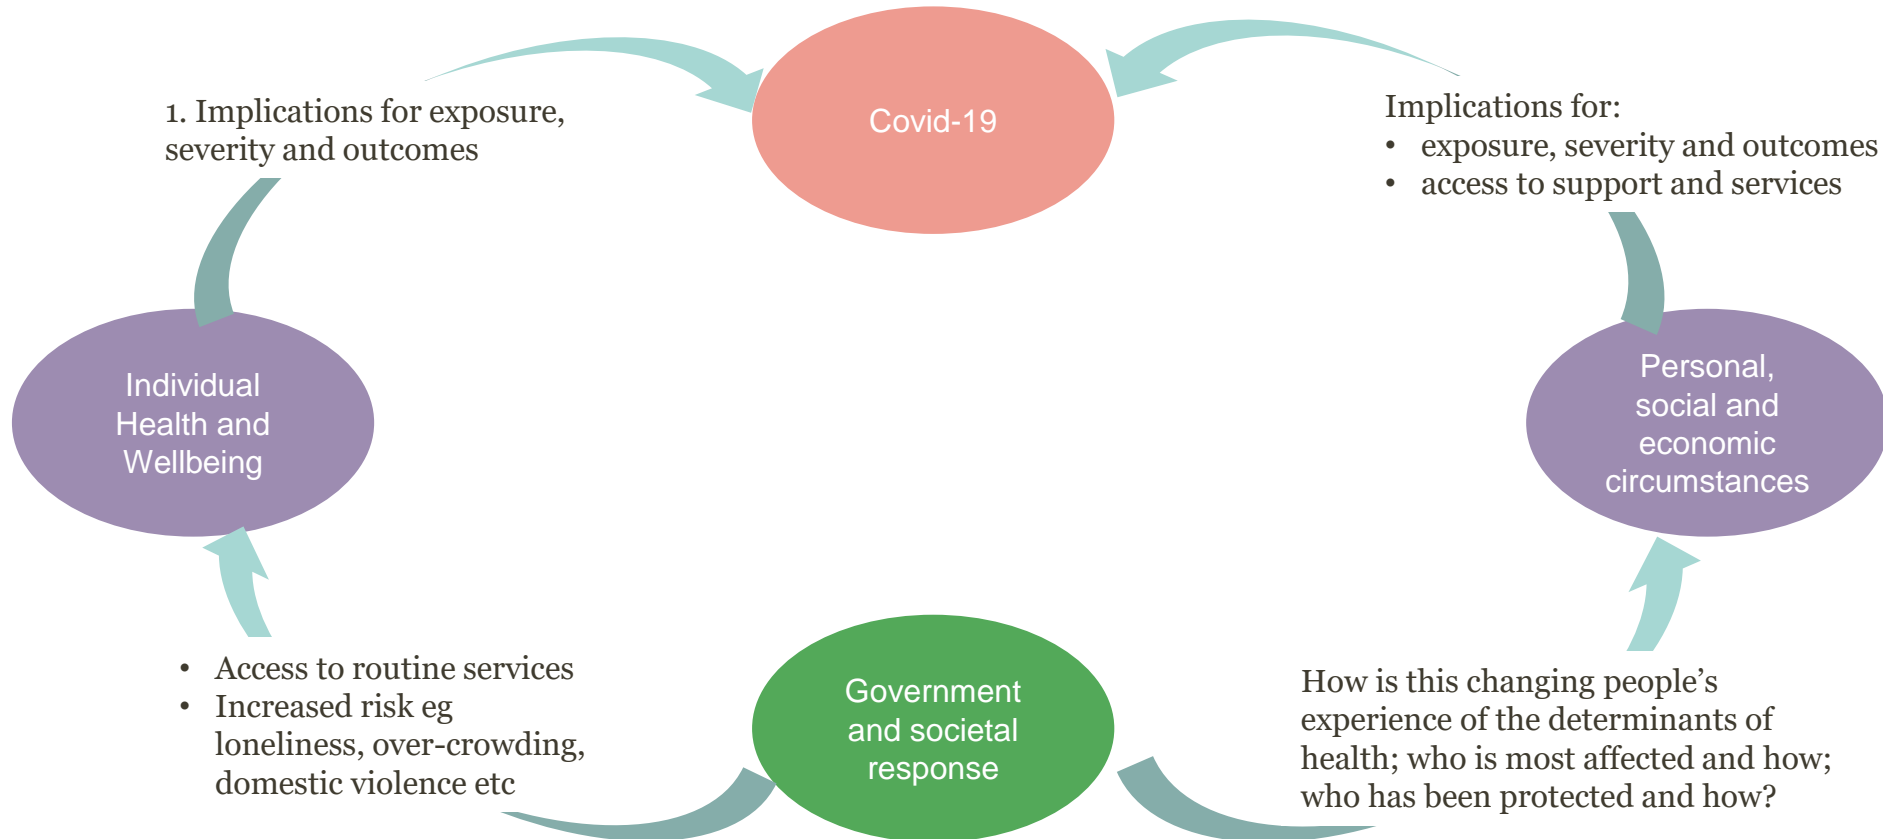 Covid-19
1. Implications for exposure,
severity and outcomes
Implications for:
• exposure, severity and outcomes
• access to support and services
Individual
Health and
Wellbeing
Personal,
social and
economic
circumstances
• Access to routine services
• Increased risk eg
loneliness, over-crowding,
domestic violence etc
Government
and societal
response
How is this changing people’s
experience of the determinants of
health; who is most affected and how;
who has been protected and how?